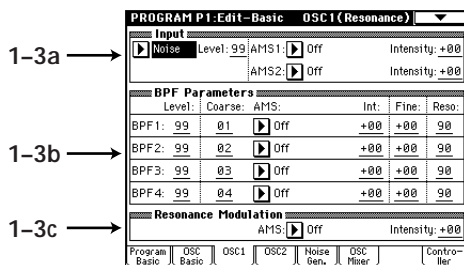 PROGRAM P1:Edit-Basic OSC1(Resonance)
Input
1-3a
Noise Level: 99 AMS1: Off Intensity: +00
AMS2: Off Intensity: +00
BPF Parameters
Level: Coarse: AMS: Int: Fine: Reso:
BPF1: 99 01 Off +00 +00 90
1-3b
BPF2: 99 02 Off +00 +00 90
BPF3: 99 03 Off +00 +00 90
BPF4: 99 04 Off +00 +00 90
Resonance Modulation
1-3c
AMS: Off Intensity: +00
Program Basic OSC Basic OSC1 OSC2 Noise Gen. OSC Mixer Contro-ller